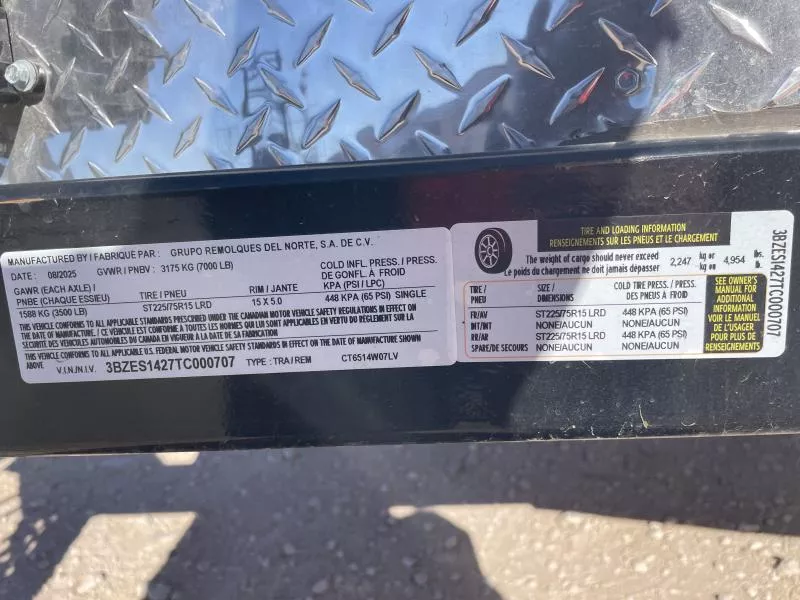 MANUFACTURED BY / FABRIQUÉ PAR : GRUPO REMOLQUES DEL NORTE, S.A. DE C.V.
DATE : 08/2025 GVWR / PNBV : 3175 KG (7000 LB)
COLD INFL. PRESS. / PRESS. DE GONFL. À FROID KPA (PSI / LPC)
GAWR (EACH AXLE) / PNBE (CHAQUE ESSIEU) TIRE / PNEU RIM / JANTE
1588 KG (3500 LB) ST225/75R15 LRD 15 X 5.0 448 KPA (65 PSI) SINGLE
THIS VEHICLE CONFORMS TO ALL APPLICABLE STANDARDS PRESCRIBED UNDER THE CANADIAN MOTOR VEHICLE SAFETY REGULATIONS IN EFFECT ON
THE DATE OF MANUFACTURE. / CE VÉHICULE EST CONFORME À TOUTES LES NORMES QUI LUI SONT APPLICABLES EN VERTU DU RÈGLEMENT SUR LA
SÉCURITÉ DES VÉHICULES AUTOMOBILES DU CANADA EN VIGUEUR À LA DATE DE SA FABRICATION.
THIS VEHICLE CONFORMS TO ALL APPLICABLE U.S. FEDERAL MOTOR VEHICLE SAFETY STANDARDS IN EFFECT ON THE DATE OF MANUFACTURE SHOWN
ABOVE
V.I.N./N.I.V. 3BZES1427TC000707 TYPE : TRA / REM CT6514W07LV
TIRE AND LOADING INFORMATION
RENSEIGNEMENTS SUR LES PNEUS ET LE CHARGEMENT
The weight of cargo should never exceed
Le poids du chargement ne doit jamais dépasser
2,247 kg or kg ou 4,954 lbs. lb.
TIRE / PNEU SIZE / DIMENSIONS COLD TIRE PRESS. / DES PNEUS À FROID
FR/AV ST225/75R15 LRD 448 KPA (65 PSI)
INT/INT NONE/AUCUN NONE/AUCUN
RR/AR ST225/75R15 LRD 448 KPA (65 PSI)
SPARE/DE SECOURS NONE/AUCUN NONE/AUCUN
SEE OWNER'S
MANUAL FOR
ADDITIONAL
INFORMATION
VOIR LE MANUEL
DE L'USAGER
POUR PLUS DE
RENSEIGNEMENTS
3BZES1427TC000707